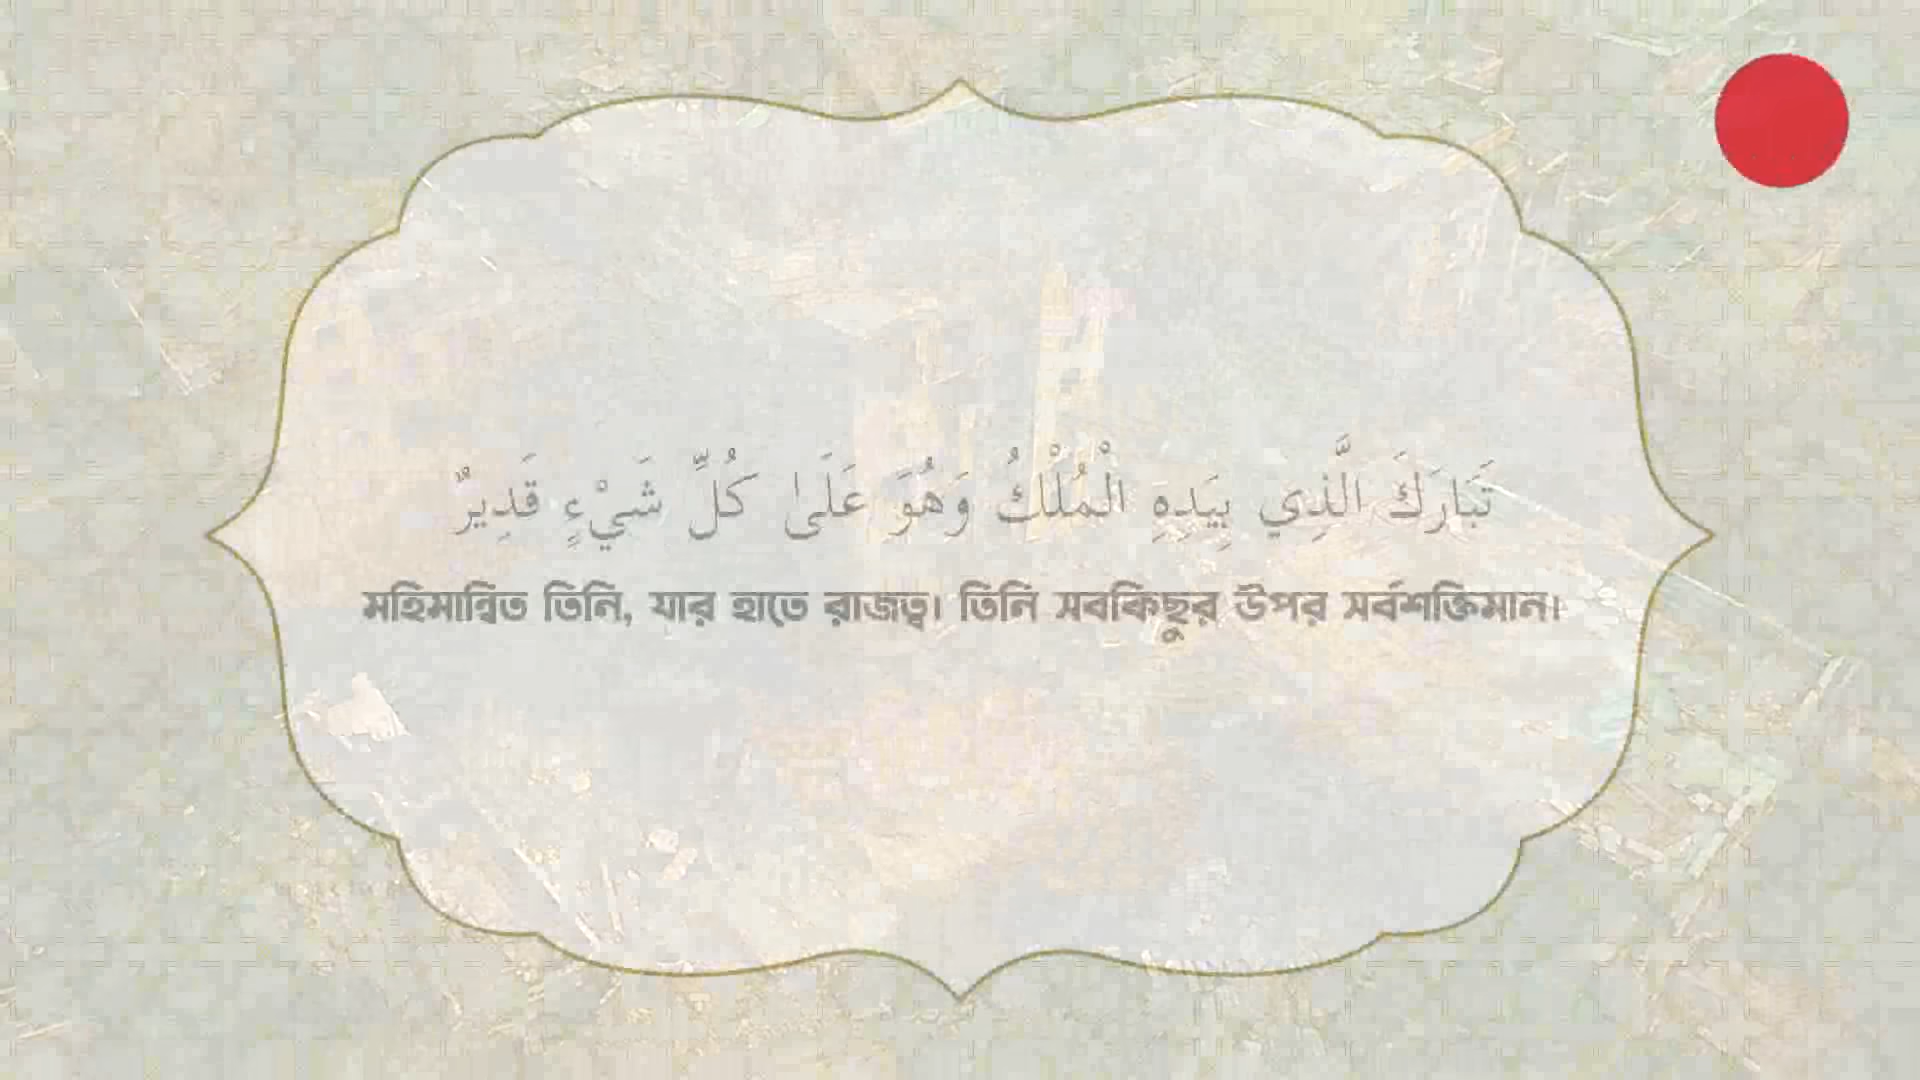 تَبَارَكَ الَّذِي بِيَدِهِ الْمُلْكُ وَهُوَ عَلَىٰ كُلِّ شَيْءٍ قَدِيرٌ
মহিমান্বিত তিনি, যার হাতে রাজত্ব। তিনি সবকিছুর উপর সর্বশক্তিমান।